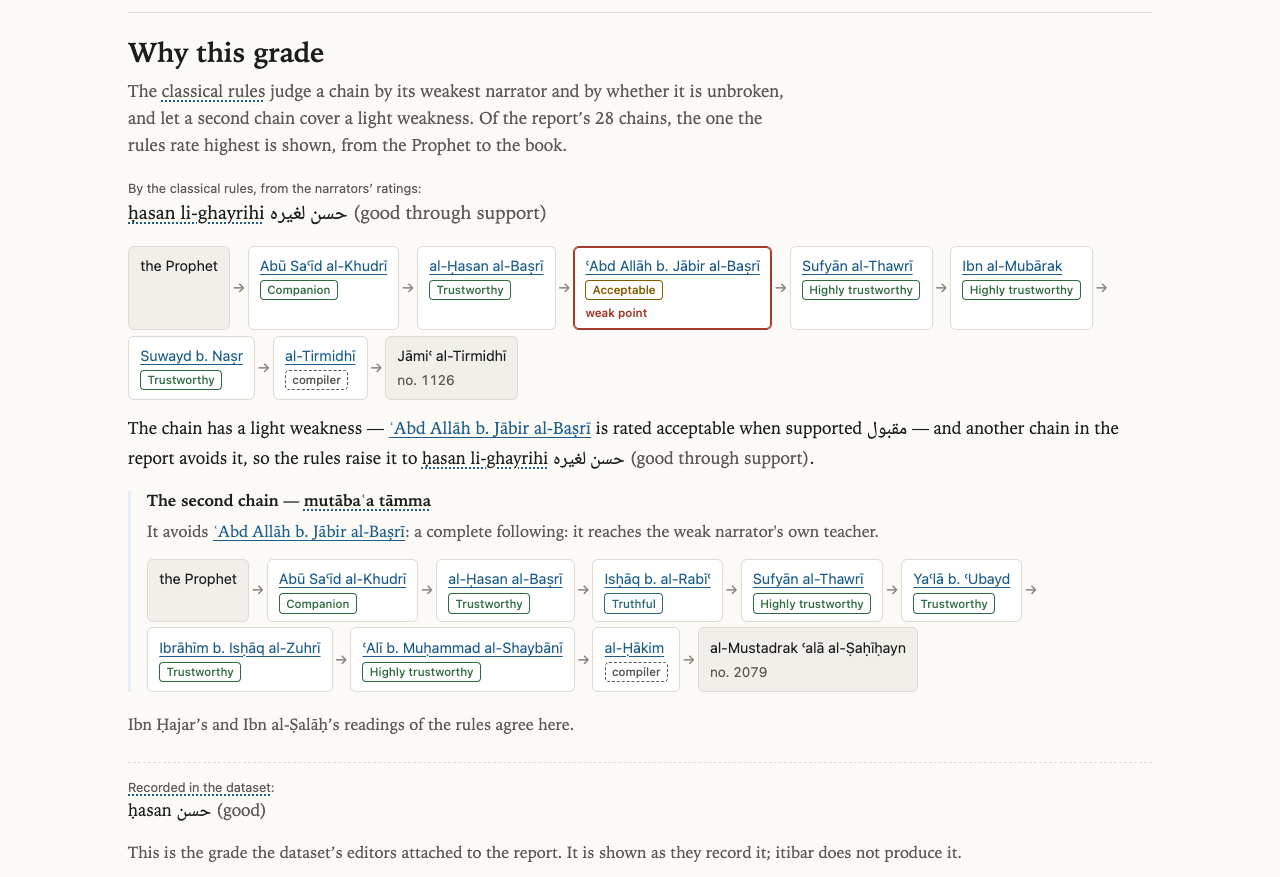 Why this grade
The classical rules judge a chain by its weakest narrator and by whether it is unbroken,
and let a second chain cover a light weakness. Of the report’s 28 chains, the one the
rules rate highest is shown, from the Prophet to the book.
By the classical rules, from the narrators’ ratings:
ḥasan li-ghayrihi حسن لغيره (good through support)
the Prophet → Abū Saʿīd al-Khudrī → al-Ḥasan al-Baṣrī → ʿAbd Allāh b. Jābir al-Baṣrī → Sufyān al-Thawrī → Ibn al-Mubārak →
Companion Trustworthy Acceptable Highly trustworthy Highly trustworthy
weak point
Suwayd b. Naṣr → al-Tirmidhī → Jāmiʿ al-Tirmidhī
Trustworthy compiler no. 1126
The chain has a light weakness — ʿAbd Allāh b. Jābir al-Baṣrī is rated acceptable when supported مقبول — and another chain in the
report avoids it, so the rules raise it to ḥasan li-ghayrihi حسن لغيره (good through support).
The second chain — mutābaʿa tāmma
It avoids ʿAbd Allāh b. Jābir al-Baṣrī: a complete following: it reaches the weak narrator's own teacher.
the Prophet → Abū Saʿīd al-Khudrī → al-Ḥasan al-Baṣrī → Isḥāq b. al-Rabīʿ → Sufyān al-Thawrī → Yaʿlā b. ʿUbayd →
Companion Trustworthy Truthful Highly trustworthy Trustworthy
Ibrāhīm b. Isḥāq al-Zuhrī → ʿAlī b. Muḥammad al-Shaybānī → al-Ḥākim → al-Mustadrak ʿalā al-Ṣaḥīḥayn
Trustworthy Highly trustworthy compiler no. 2079
Ibn Ḥajar’s and Ibn al-Ṣalāḥ’s readings of the rules agree here.
Recorded in the dataset:
ḥasan حسن (good)
This is the grade the dataset’s editors attached to the report. It is shown as they record it; itibar does not produce it.